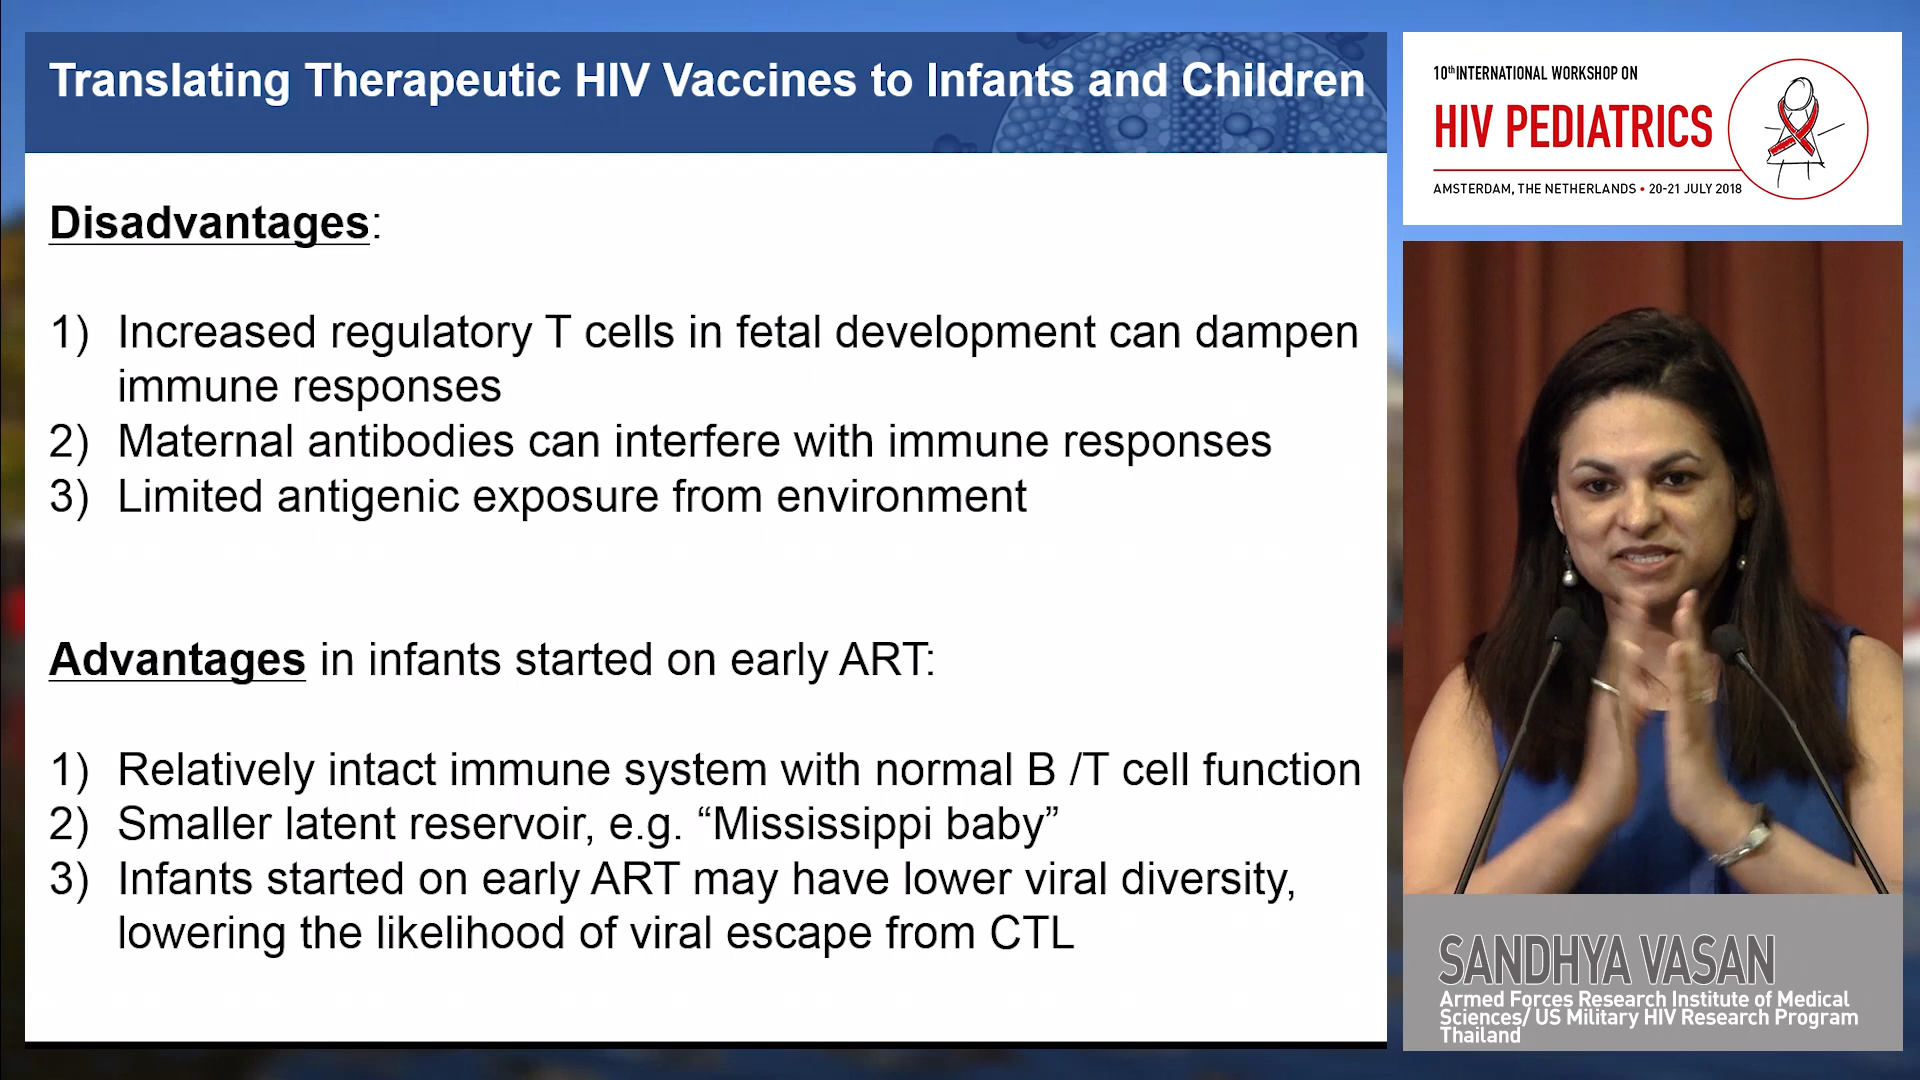 Translating Therapeutic HIV Vaccines to Infants and Children
Disadvantages:
1) Increased regulatory T cells in fetal development can dampen
immune responses
2) Maternal antibodies can interfere with immune responses
3) Limited antigenic exposure from environment
Advantages in infants started on early ART:
1) Relatively intact immune system with normal B /T cell function
2) Smaller latent reservoir, e.g. “Mississippi baby”
3) Infants started on early ART may have lower viral diversity,
lowering the likelihood of viral escape from CTL
10th INTERNATIONAL WORKSHOP ON
HIV PEDIATRICS
AMSTERDAM, THE NETHERLANDS • 20-21 JULY 2018
SANDHYA VASAN
Armed Forces Research Institute of Medical
Sciences/ US Military HIV Research Program
Thailand